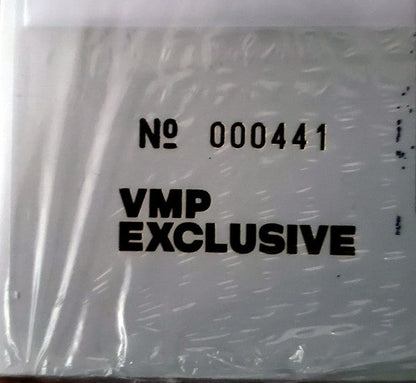 Nº 000441
VMP
EXCLUSIVE